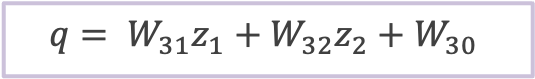 q = W₃₁z₁ + W₃₂z₂ + W₃₀